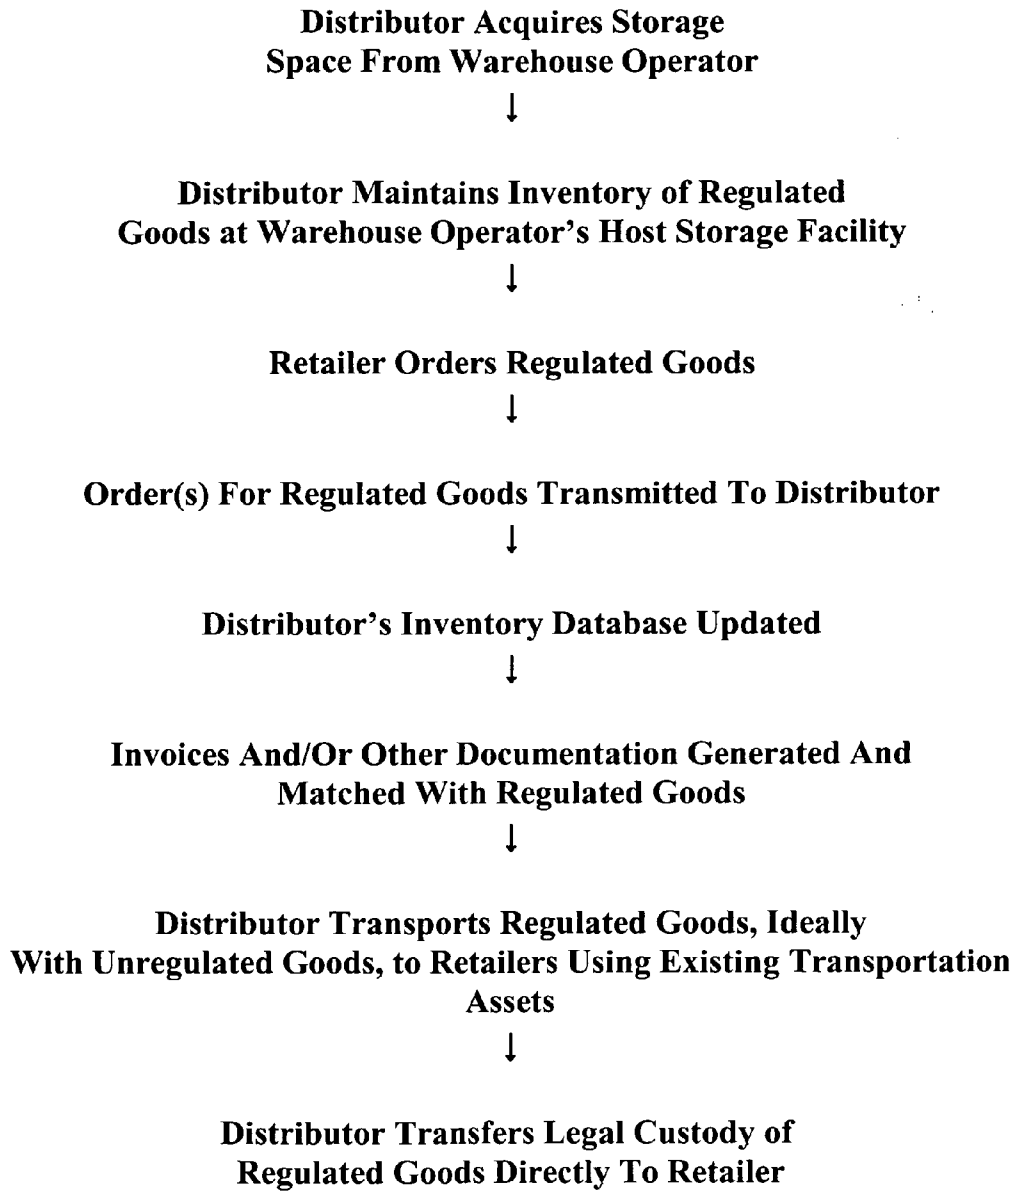 Distributor Acquires Storage
Space From Warehouse Operator
↓
Distributor Maintains Inventory of Regulated
Goods at Warehouse Operator's Host Storage Facility
↓
Retailer Orders Regulated Goods
↓
Order(s) For Regulated Goods Transmitted To Distributor
↓
Distributor's Inventory Database Updated
↓
Invoices And/Or Other Documentation Generated And
Matched With Regulated Goods
↓
Distributor Transports Regulated Goods, Ideally
With Unregulated Goods, to Retailers Using Existing Transportation
Assets
↓
Distributor Transfers Legal Custody of
Regulated Goods Directly To Retailer